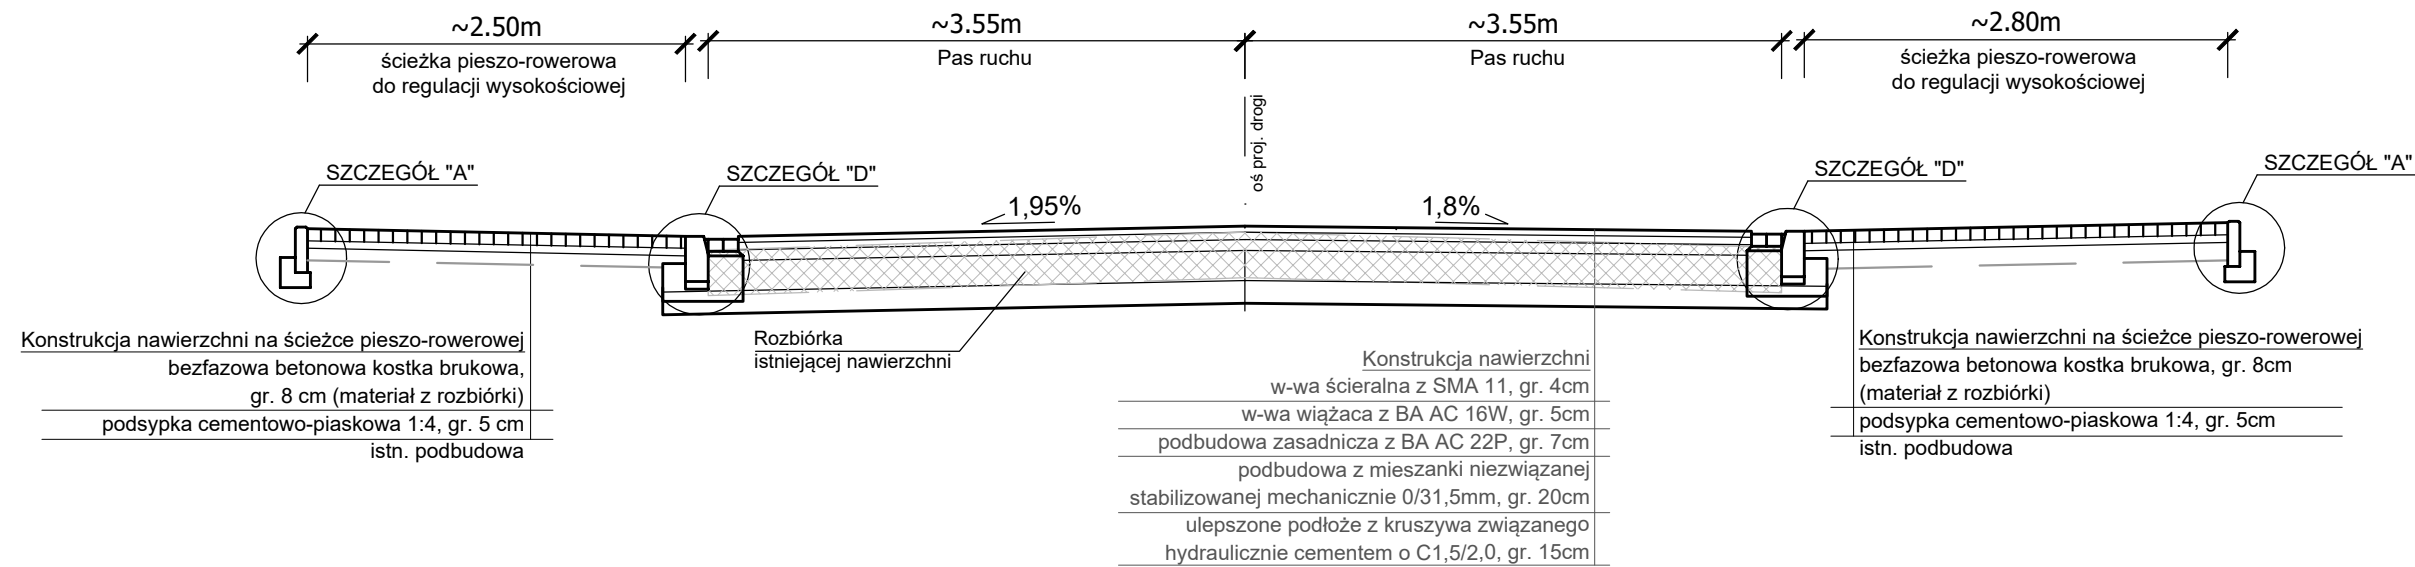 ~2.50m
ścieżka pieszo-rowerowa
do regulacji wysokościowej
~3.55m
Pas ruchu
~3.55m
Pas ruchu
~2.80m
ścieżka pieszo-rowerowa
do regulacji wysokościowej
oś proj. drogi
SZCZEGÓŁ "A"
SZCZEGÓŁ "D"
SZCZEGÓŁ "D"
SZCZEGÓŁ "A"
1,95%
1,8%
Konstrukcja nawierzchni na ścieżce pieszo-rowerowej
bezfazowa betonowa kostka brukowa,
gr. 8 cm (materiał z rozbiórki)
podsypka cementowo-piaskowa 1:4, gr. 5 cm
istn. podbudowa
Rozbiórka
istniejącej nawierzchni
Konstrukcja nawierzchni
w-wa ścieralna z SMA 11, gr. 4cm
w-wa wiążaca z BA AC 16W, gr. 5cm
podbudowa zasadnicza z BA AC 22P, gr. 7cm
podbudowa z mieszanki niezwiązanej
stabilizowanej mechanicznie 0/31,5mm, gr. 20cm
ulepszone podłoże z kruszywa związanego
hydraulicznie cementem o C1,5/2,0, gr. 15cm
Konstrukcja nawierzchni na ścieżce pieszo-rowerowej
bezfazowa betonowa kostka brukowa, gr. 8cm
(materiał z rozbiórki)
podsypka cementowo-piaskowa 1:4, gr. 5cm
istn. podbudowa